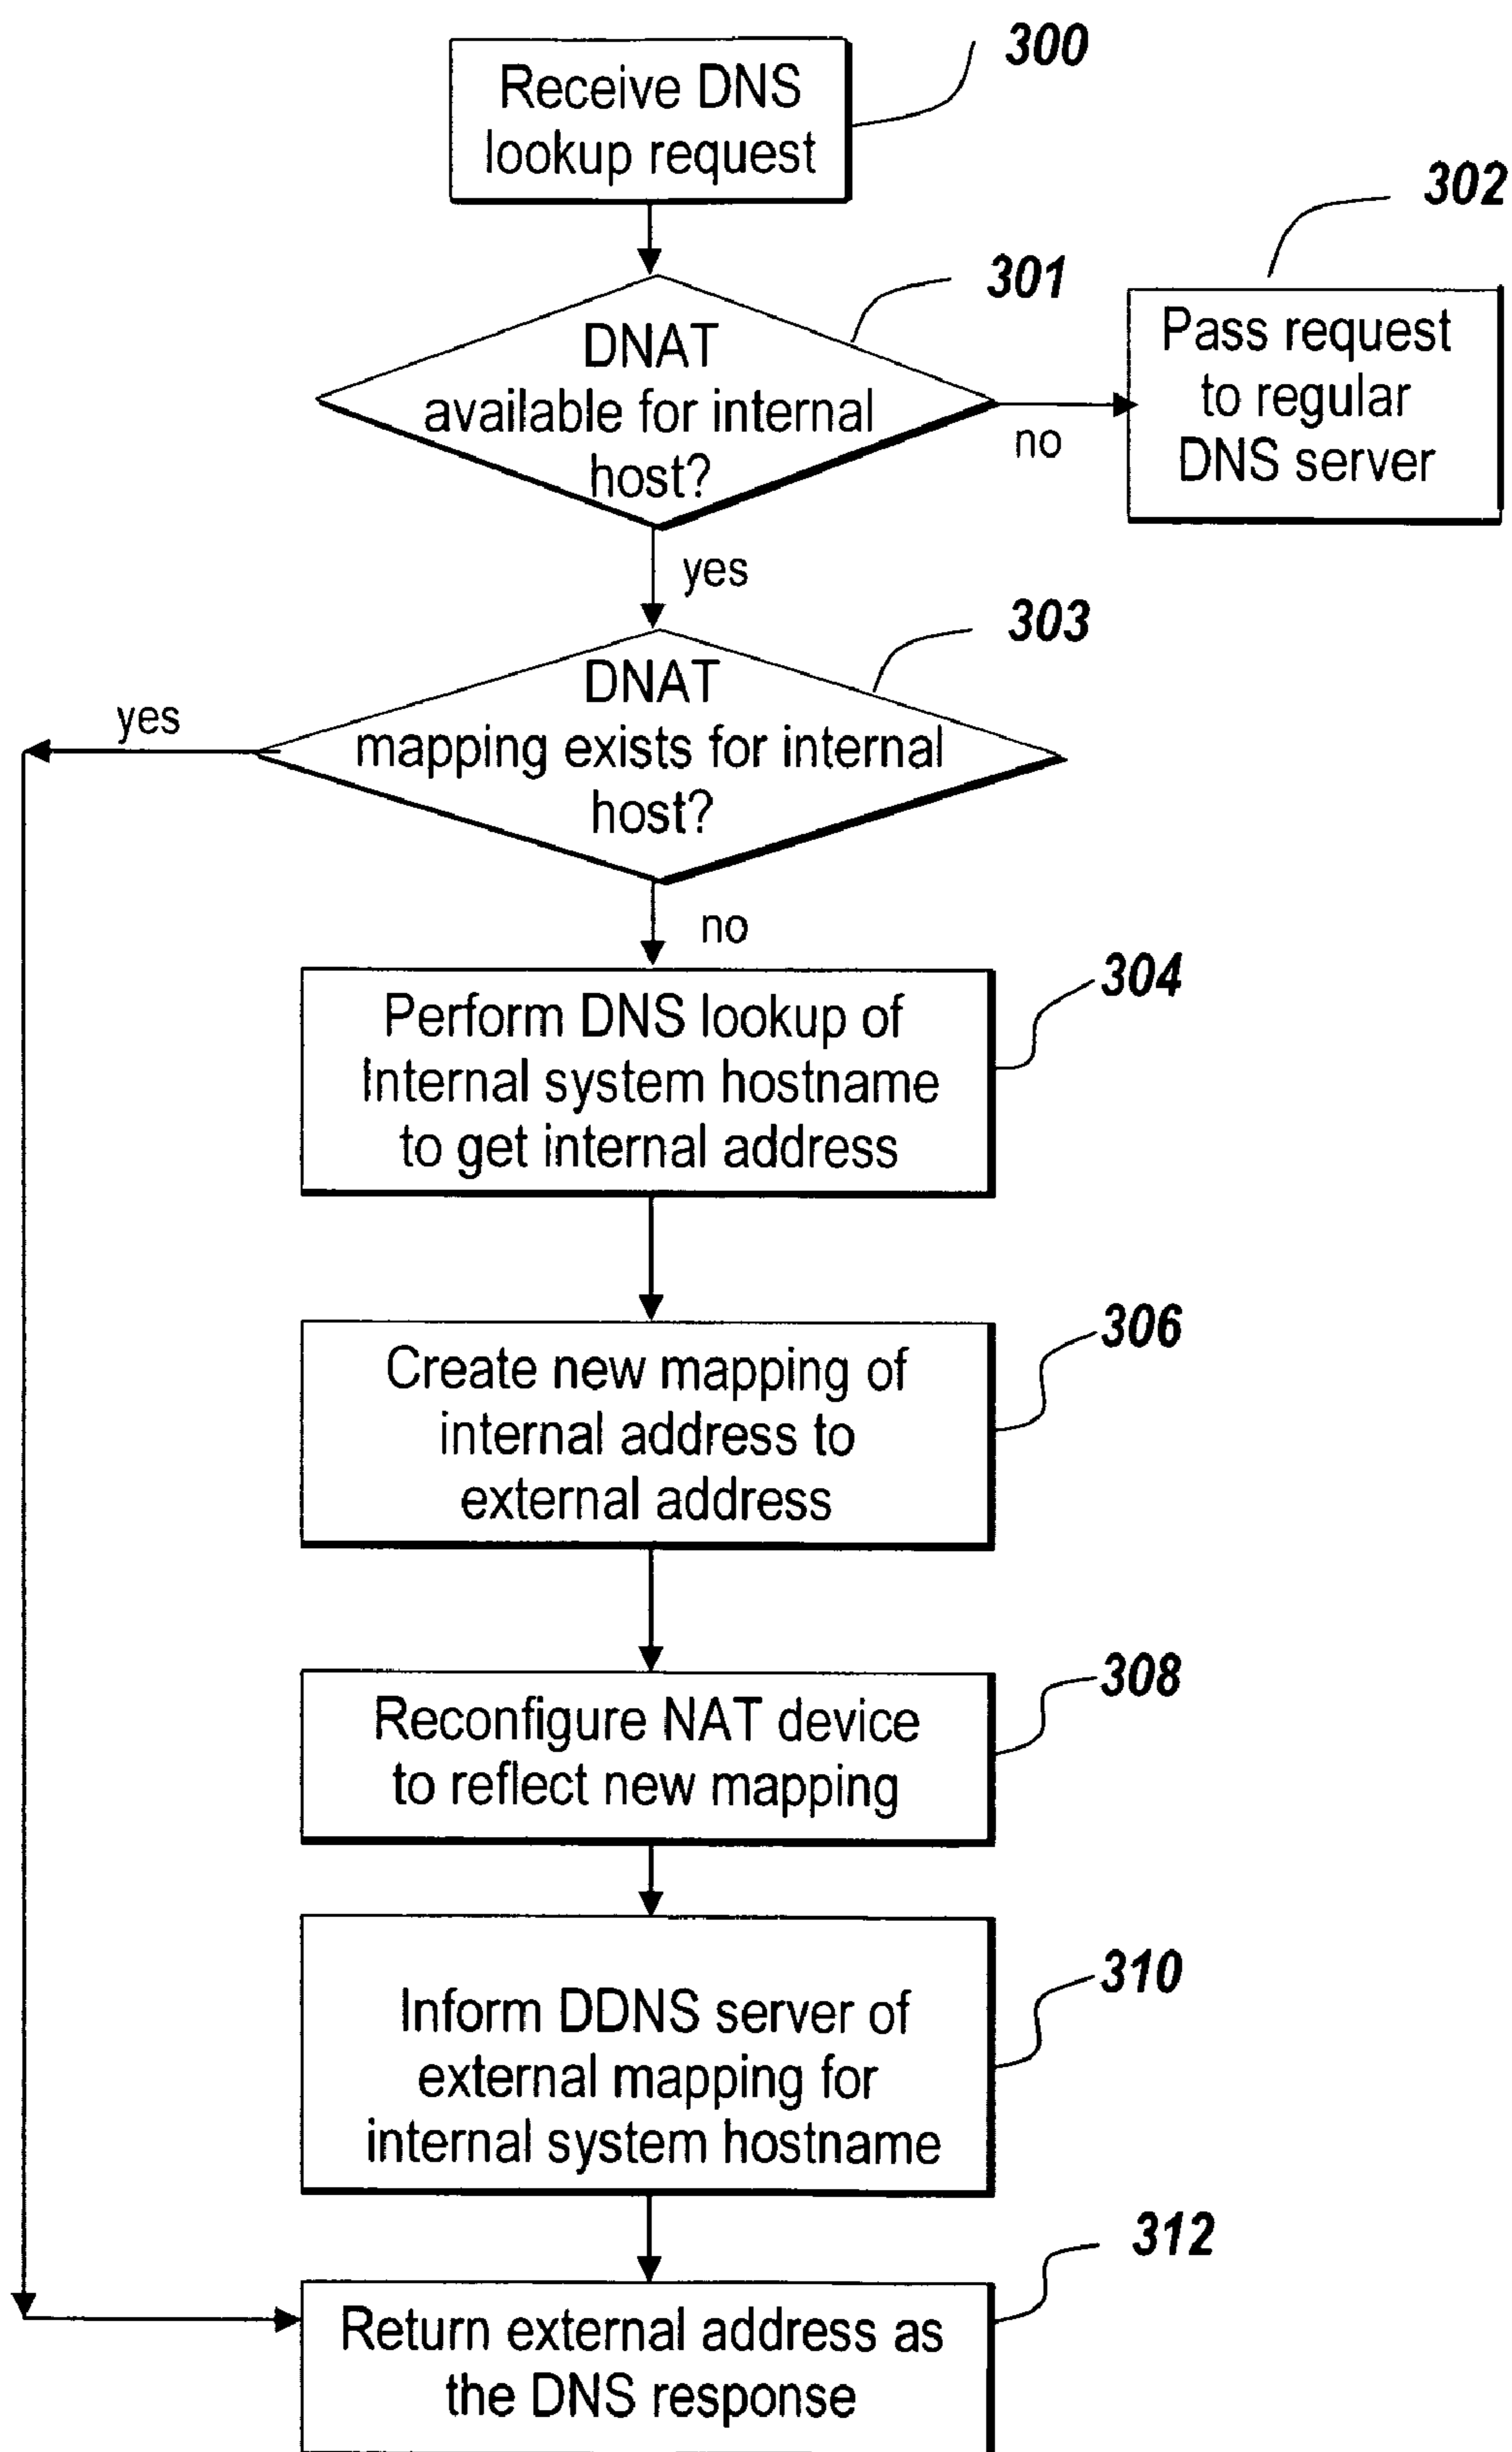 300
Receive DNS
lookup request
302
301
DNAT
available for internal
host?
Pass request
to regular
DNS server
no
yes
303
DNAT
mapping exists for internal
host?
yes
no
304
Perform DNS lookup of
Internal system hostname
to get internal address
306
Create new mapping of
internal address to
external address
308
Reconfigure NAT device
to reflect new mapping
310
Inform DDNS server of
external mapping for
internal system hostname
312
Return external address as
the DNS response